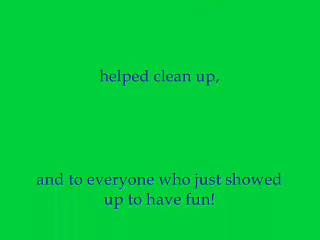 helped clean up,
and to everyone who just showed
up to have fun!